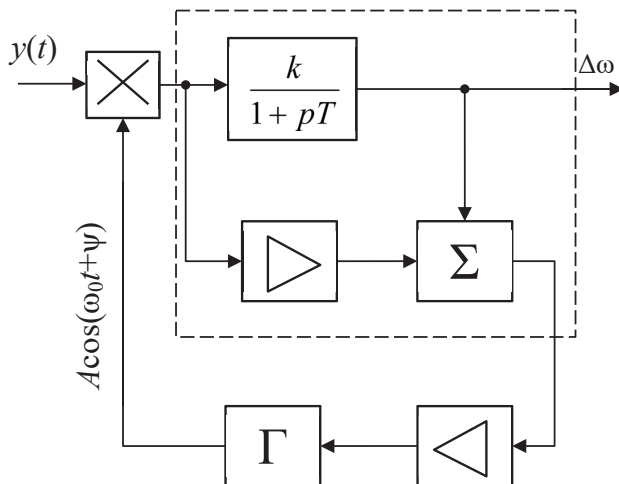 y(t)
k
1 + pT
Δω
Σ
Acos(ω₀t+ψ)
Γ